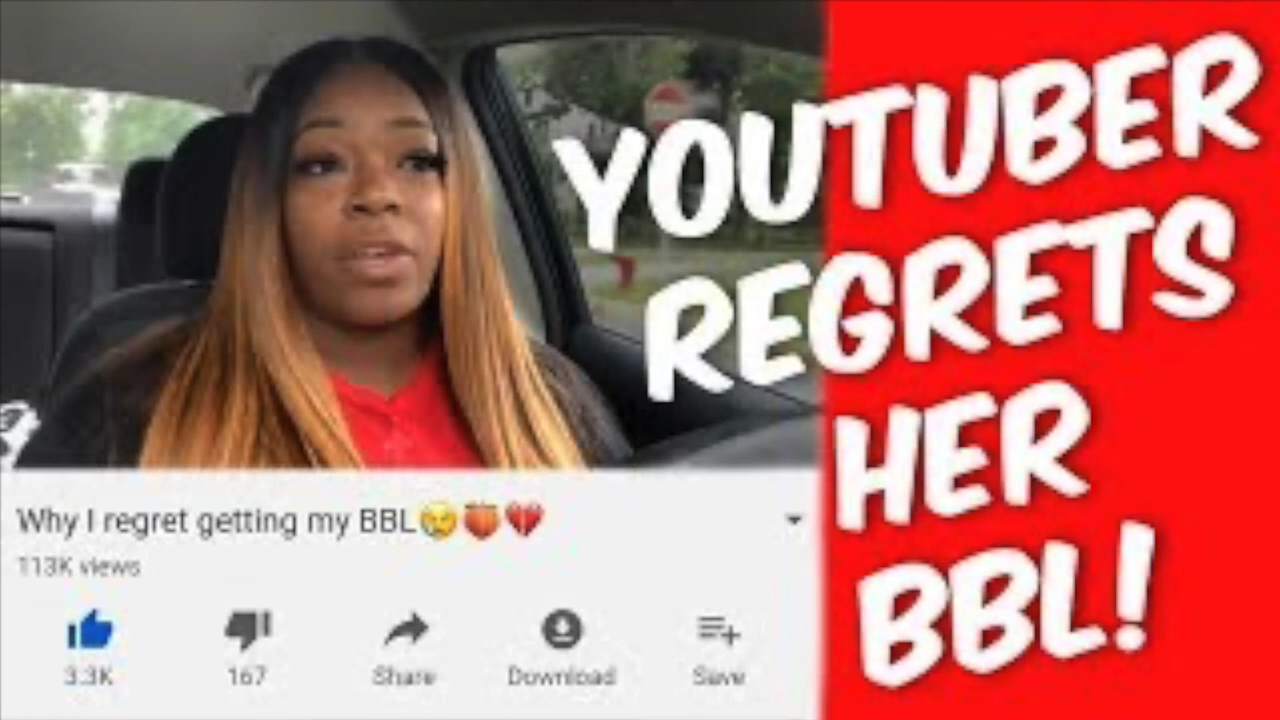 YOUTUBER
REGRETS
HER
BBL!
Why I regret getting my BBL😢🍑💔
113K views
3.3K
167
Share
Download
Save